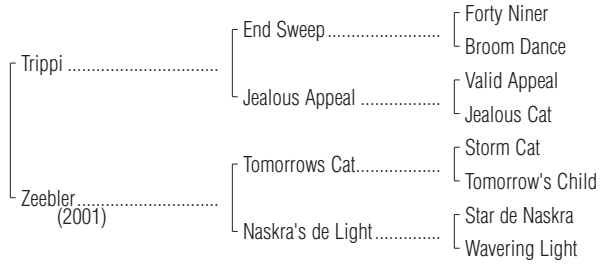 Forty Niner
End Sweep........................
Broom Dance
Trippi ................................
Valid Appeal
Jealous Appeal .................
Jealous Cat
Storm Cat
Tomorrows Cat..................
Tomorrow's Child
Zeebler..............................
(2001)
Star de Naskra
Naskra's de Light..............
Wavering Light